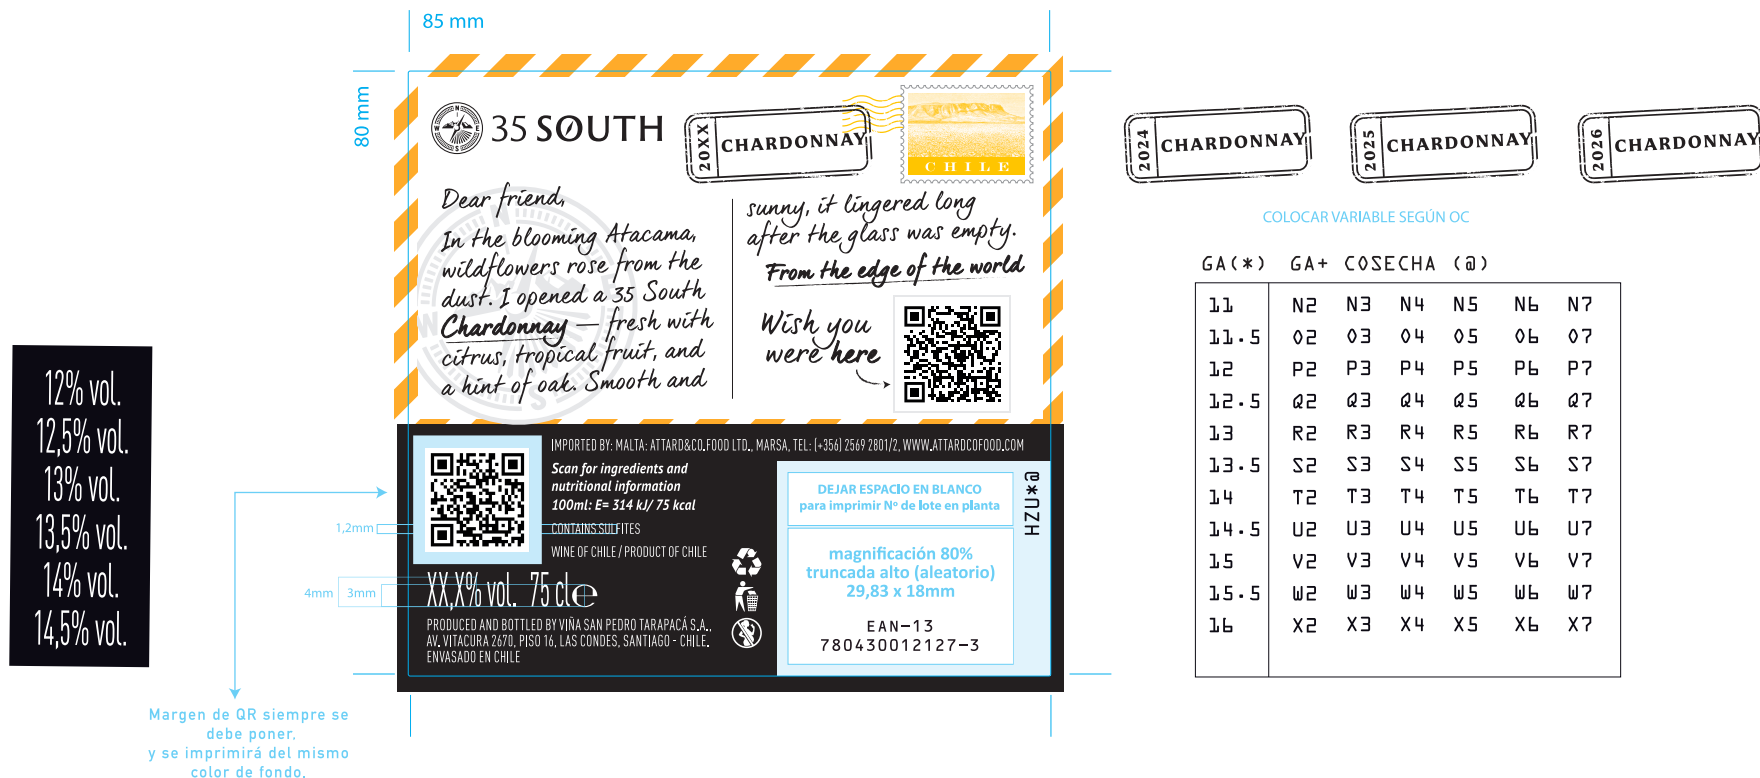 85 mm
80 mm
35 SOUTH
20XX
CHARDONNAY
CHILE
N
E
S
W
Dear friend,
In the blooming Atacama,
wildflowers rose from the
dust. I opened a 35 South
Chardonnay — fresh with
citrus, tropical fruit, and
a hint of oak. Smooth and
sunny, it lingered long
after the glass was empty.
From the edge of the world
Wish you
were here
IMPORTED BY: MALTA: ATTARD&CO.FOOD LTD., MARSA, TEL: (+356) 2569 2801/2, WWW.ATTARDCOFOOD.COM
Scan for ingredients and
nutritional information
100ml: E= 314 kJ/ 75 kcal
CONTAINS SULFITES
WINE OF CHILE / PRODUCT OF CHILE
XX,X% vol. 75 cl e
PRODUCED AND BOTTLED BY VIÑA SAN PEDRO TARAPACÁ S.A.,
AV. VITACURA 2670, PISO 16, LAS CONDES, SANTIAGO - CHILE.
ENVASADO EN CHILE
DEJAR ESPACIO EN BLANCO
para imprimir Nº de lote en planta
magnificación 80%
truncada alto (aleatorio)
29,83 x 18mm
EAN-13
780430012127-3
HZU*@
1,2mm
4mm
3mm
12% vol.
12,5% vol.
13% vol.
13,5% vol.
14% vol.
14,5% vol.
Margen de QR siempre se
debe poner,
y se imprimirá del mismo
color de fondo,
2024
CHARDONNAY
2025
CHARDONNAY
2026
CHARDONNAY
COLOCAR VARIABLE SEGÚN OC
GA(*) GA+ COSECHA (@)
11 N2 N3 N4 N5 N6 N7
11.5 O2 O3 O4 O5 O6 O7
12 P2 P3 P4 P5 P6 P7
12.5 Q2 Q3 Q4 Q5 Q6 Q7
13 R2 R3 R4 R5 R6 R7
13.5 S2 S3 S4 S5 S6 S7
14 T2 T3 T4 T5 T6 T7
14.5 U2 U3 U4 U5 U6 U7
15 V2 V3 V4 V5 V6 V7
15.5 W2 W3 W4 W5 W6 W7
16 X2 X3 X4 X5 X6 X7